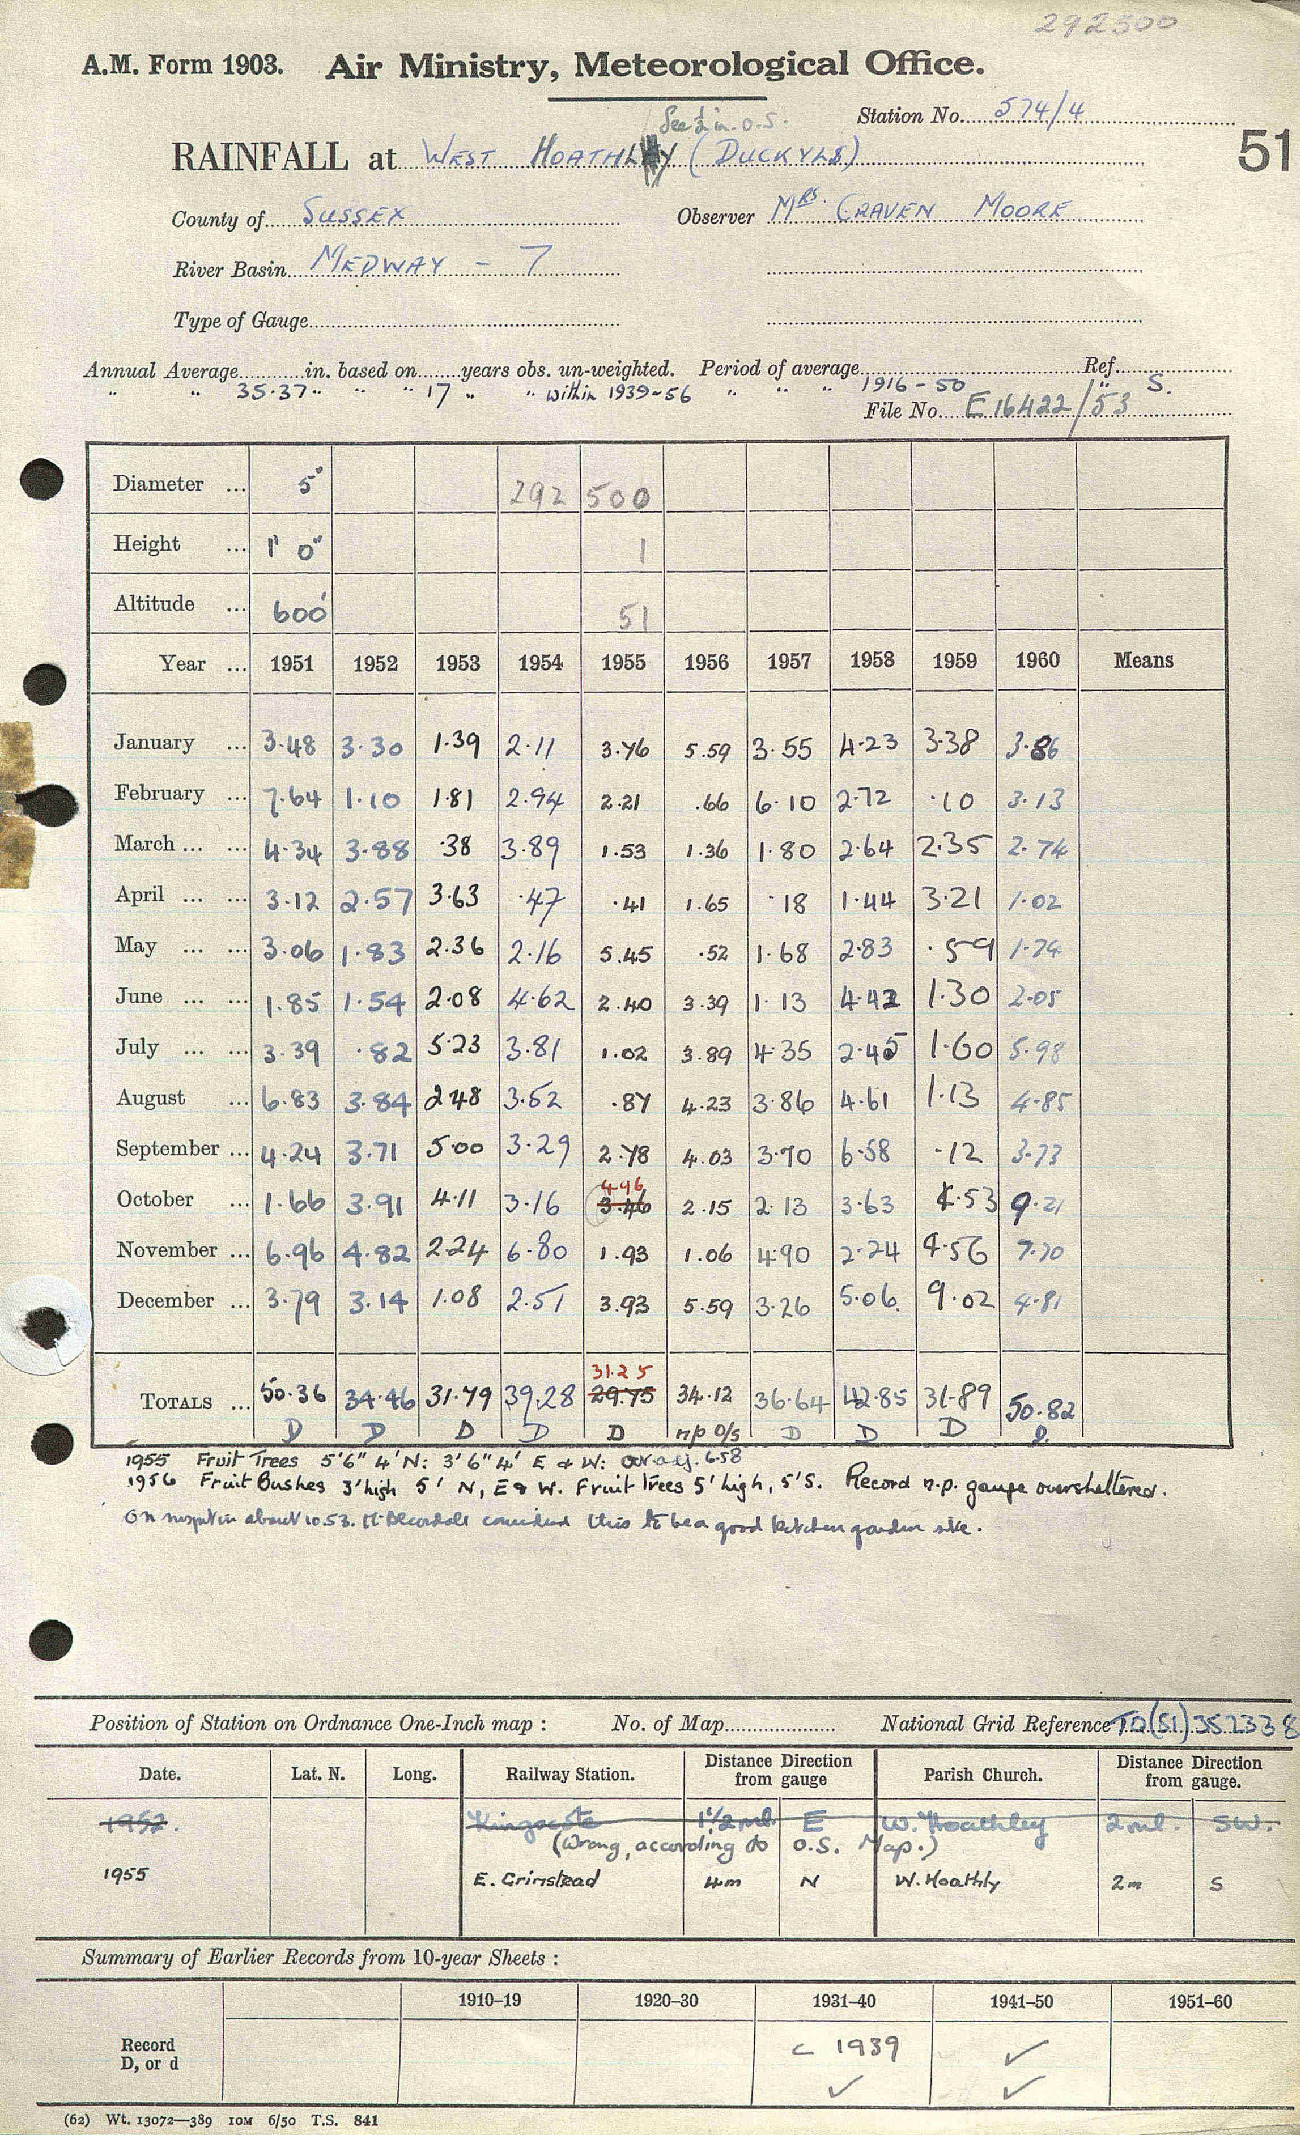 292500
A.M. Form 1903. Air Ministry, Meteorological Office.
See ½ in. O.S.
Station No. 574/4
51
RAINFALL at WEST HOATHLY (DUCKYLS)
County of SUSSEX Observer MRS. CRAVEN MOORE
River Basin MEDWAY - 7
Type of Gauge
Annual Average in. based on years obs. un-weighted. Period of average Ref.
" " 35.37 " " " 17 " " within 1939-56 " " " 1916-50 " S.
File No. E 16422/53
Diameter ... 5" 292 500
Height ... 1' 0" 1
Altitude ... 600' 51
Year ... 1951 1952 1953 1954 1955 1956 1957 1958 1959 1960 Means
January ... 3.48 3.30 1.39 2.11 3.76 5.59 3.55 4.23 3.38 3.86
February ... 7.64 1.10 1.81 2.94 2.21 .66 6.10 2.72 .10 3.13
March ... ... 4.34 3.88 .38 3.89 1.53 1.36 1.80 2.64 2.35 2.74
April ... ... 3.12 2.57 3.63 .47 .41 1.65 .18 1.44 3.21 1.02
May ... ... 3.06 1.83 2.36 2.16 5.45 .52 1.68 2.83 .59 1.74
June ... ... 1.85 1.54 2.08 4.62 2.40 3.39 1.13 4.42 1.30 2.05
July ... ... 3.39 .82 5.23 3.81 1.02 3.89 4.35 2.45 1.60 5.98
August ... 6.83 3.84 2.48 3.52 .87 4.23 3.86 4.61 1.13 4.85
September ... 4.24 3.71 5.00 3.29 2.78 4.03 3.70 6.58 .12 3.73
4.96
October ... 1.66 3.91 4.11 3.16 3.46 2.15 2.13 3.63 4.53 9.21
November ... 6.96 4.82 2.24 6.80 1.93 1.06 4.90 2.24 4.56 7.70
December ... 3.79 3.14 1.08 2.51 3.93 5.59 3.26 5.06 9.02 4.81
31.25
TOTALS ... 50.36 34.46 31.79 39.28 29.75 34.12 36.64 42.85 31.89 50.82
D D D D D np O/s D D D D.
1955 Fruit Trees 5'6" 4' N: 3'6" 4' E & W: 6.58
1956 Fruit Bushes 3' high 5' N, E & W. Fruit Trees 5' high, 5' S. Record n.p. gauge oversheltered.
On about 10.53. this to be a good kitchen garden site.
Position of Station on Ordnance One-Inch map : No. of Map National Grid Reference TQ(51)352338
Date. Lat. N. Long. Railway Station. Distance Direction from gauge Parish Church. Distance Direction from gauge.
1952. Kingscote 1½ ml. E W. Hoathley 2 ml. SW.
(Wrong, according to O.S. Map.)
1955 E. Grinstead 4m N W. Hoathly 2m S
Summary of Earlier Records from 10-year Sheets :
1910–19 1920–30 1931–40 1941–50 1951–60
Record c 1939 ✓
D, or d ✓ ✓
(62) Wt. 13072—389 10M 6/50 T.S. 841